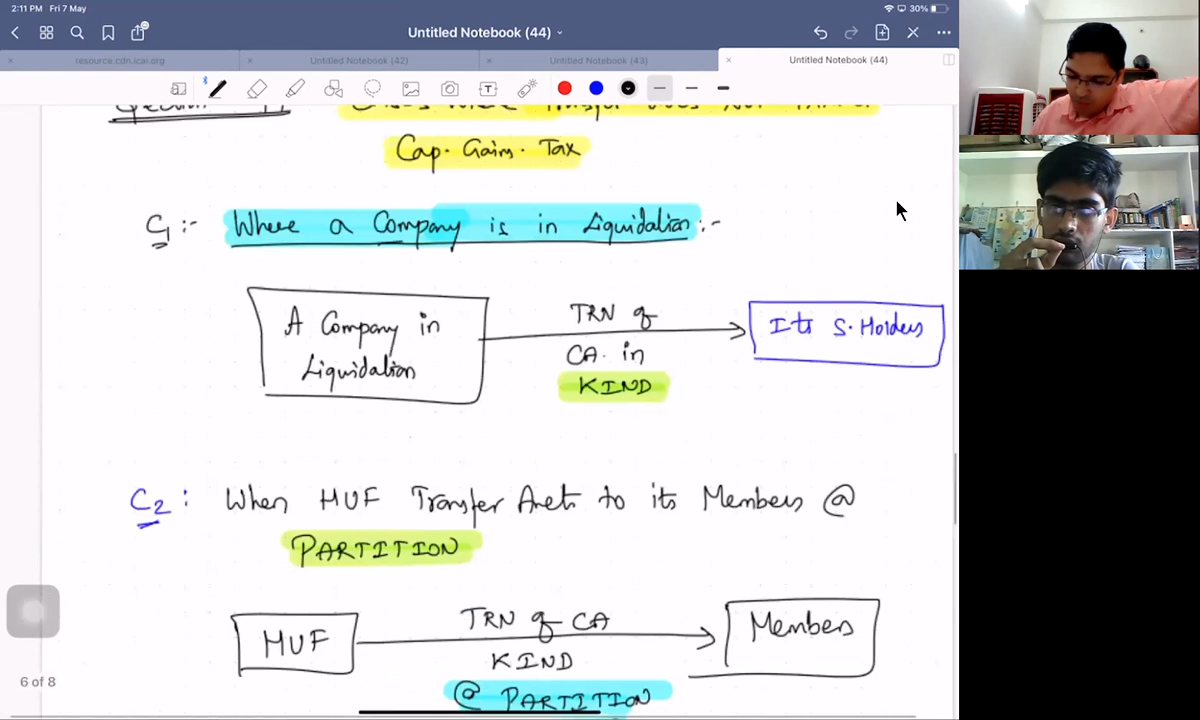 2:11 PM Fri 7 May
30%
Untitled Notebook (44)
resource.cdn.icai.org
Untitled Notebook (42)
Untitled Notebook (43)
Untitled Notebook (44)
Cap. Gains. Tax
C1:- Where a Company is in Liquidation:-
A Company in
Liquidation
TRN of
CA. in
KIND
Its S. Holders
C2: When HUF Transfer Assets to its Members @
PARTITION
HUF
TRN of CA
KIND
@ PARTITION
Members
6 of 8